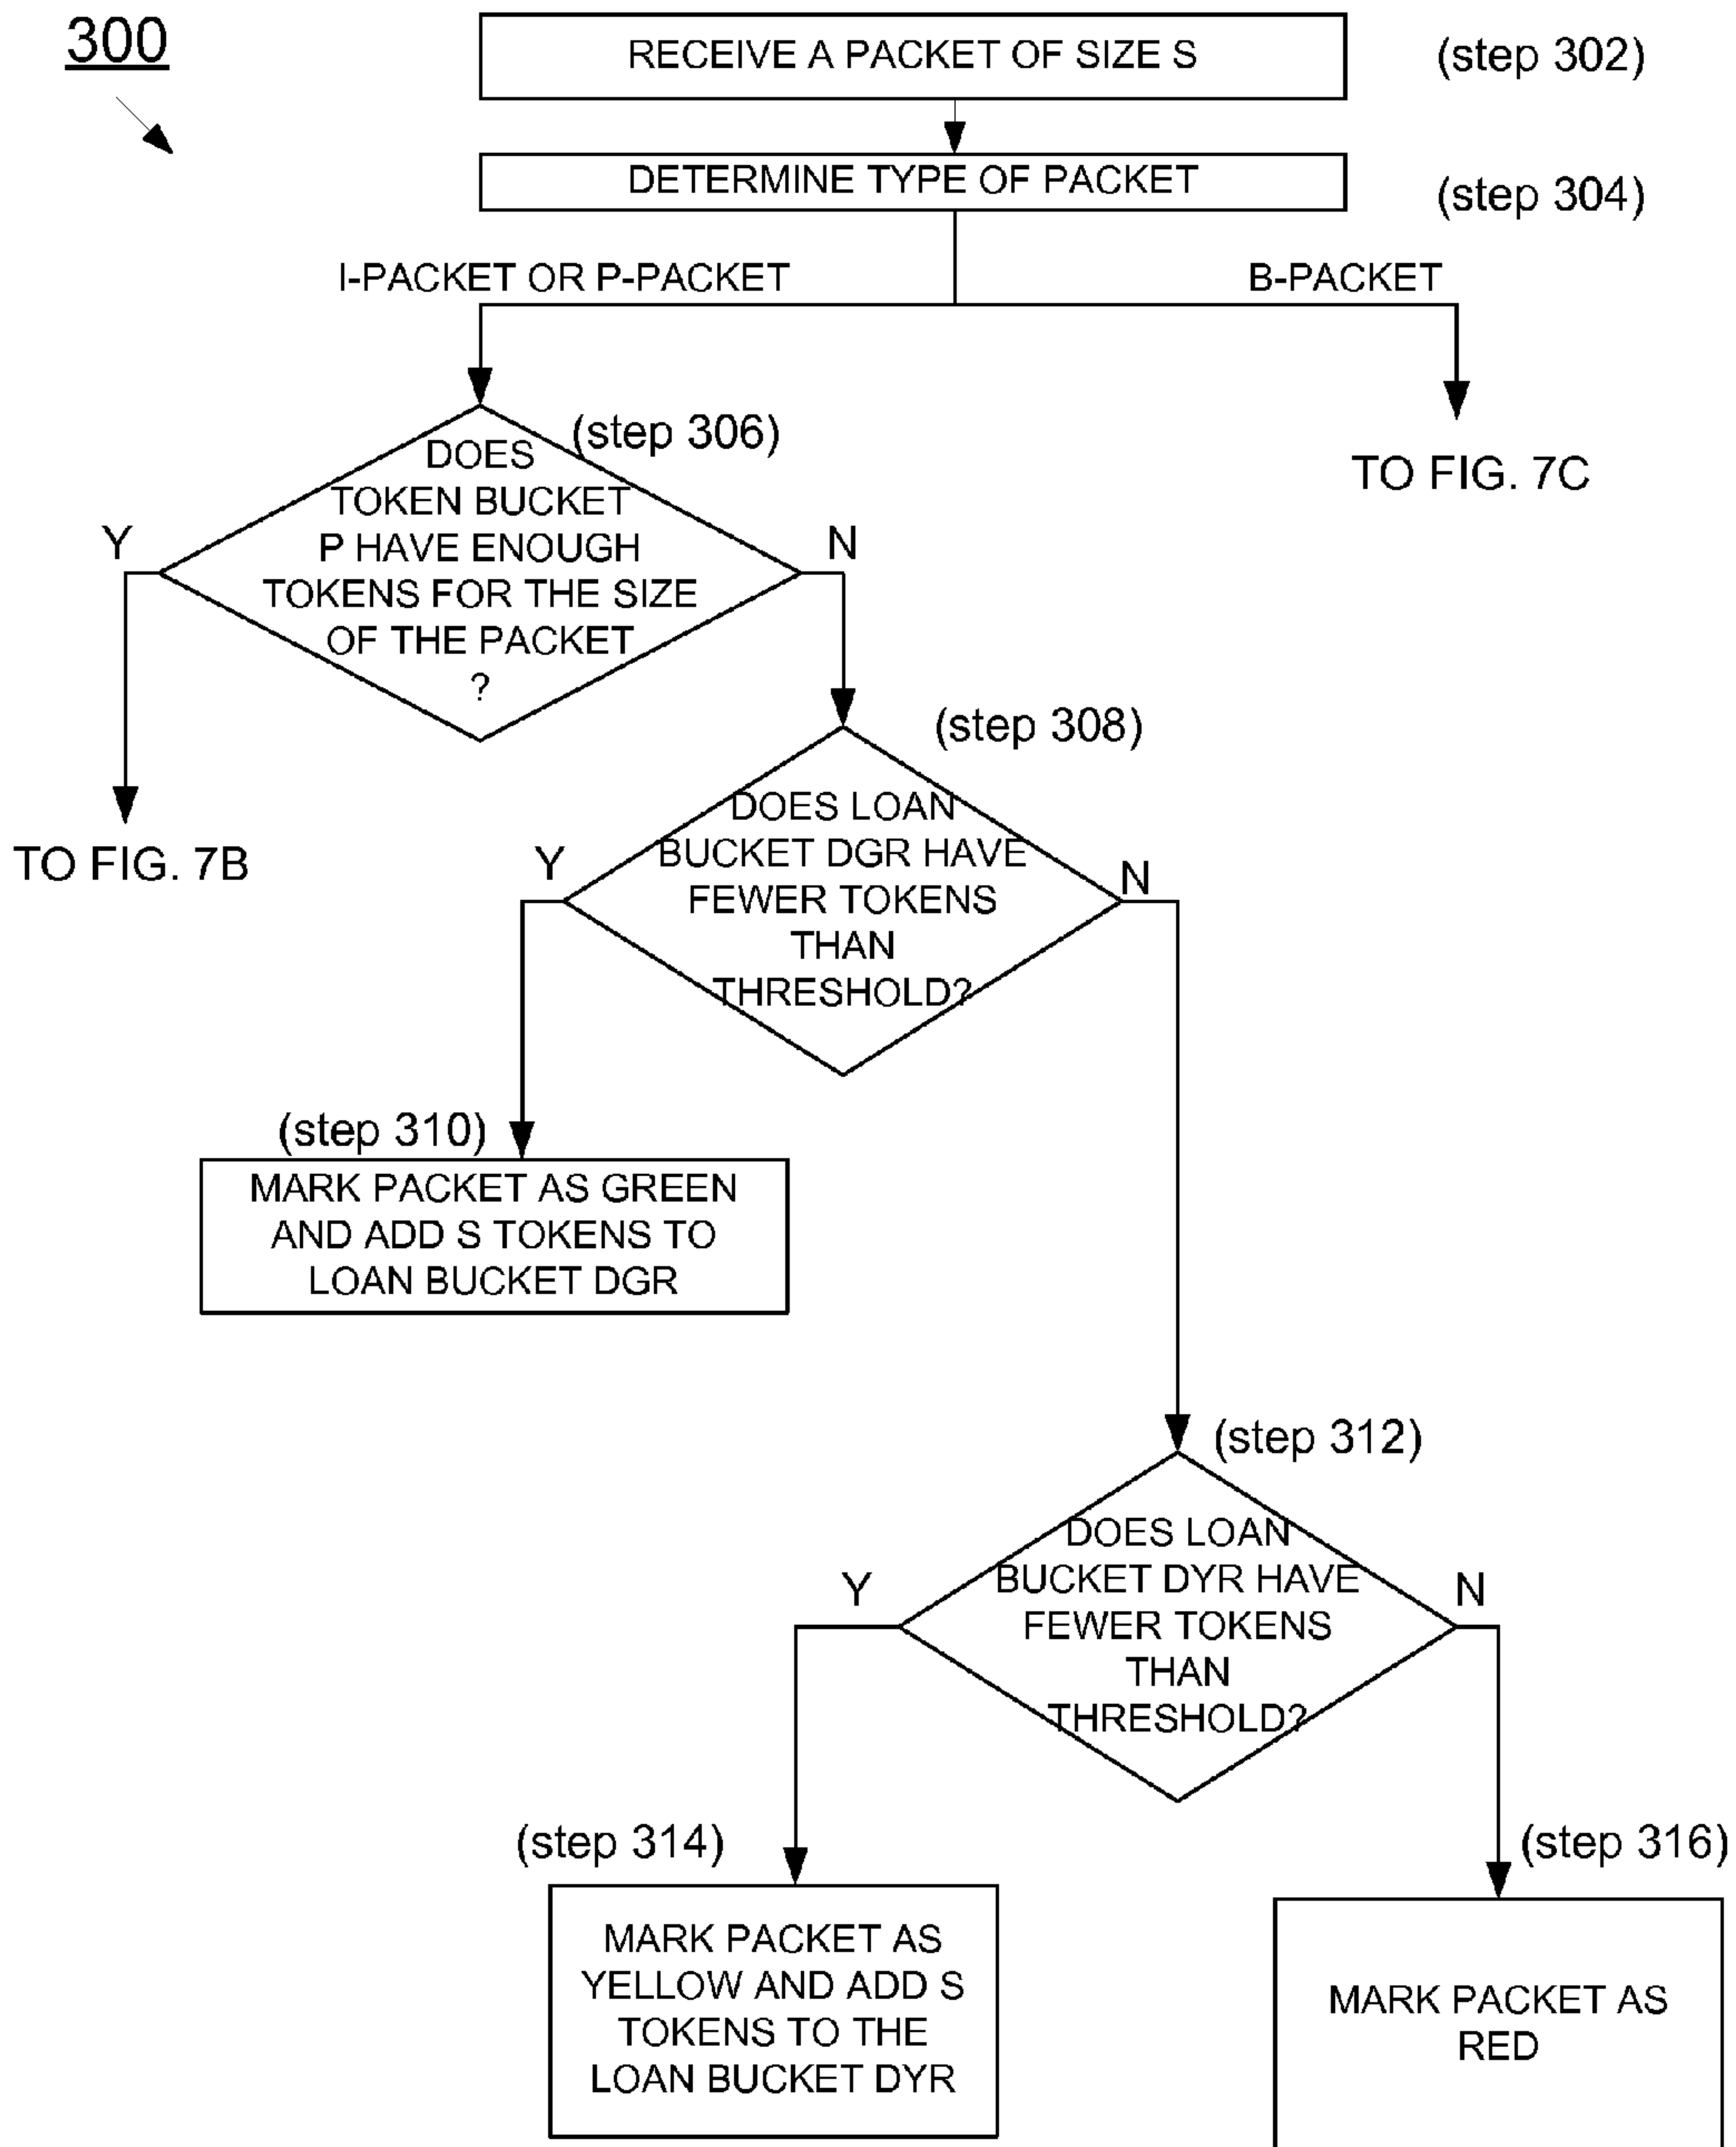 300
RECEIVE A PACKET OF SIZE S
(step 302)
DETERMINE TYPE OF PACKET
(step 304)
I-PACKET OR P-PACKET
B-PACKET
(step 306)
DOES
TOKEN BUCKET
P HAVE ENOUGH
TOKENS FOR THE SIZE
OF THE PACKET
?
Y
N
TO FIG. 7C
TO FIG. 7B
(step 308)
DOES LOAN
BUCKET DGR HAVE
FEWER TOKENS
THAN
THRESHOLD?
Y
N
(step 310)
MARK PACKET AS GREEN
AND ADD S TOKENS TO
LOAN BUCKET DGR
(step 312)
DOES LOAN
BUCKET DYR HAVE
FEWER TOKENS
THAN
THRESHOLD?
Y
N
(step 314)
MARK PACKET AS
YELLOW AND ADD S
TOKENS TO THE
LOAN BUCKET DYR
(step 316)
MARK PACKET AS
RED